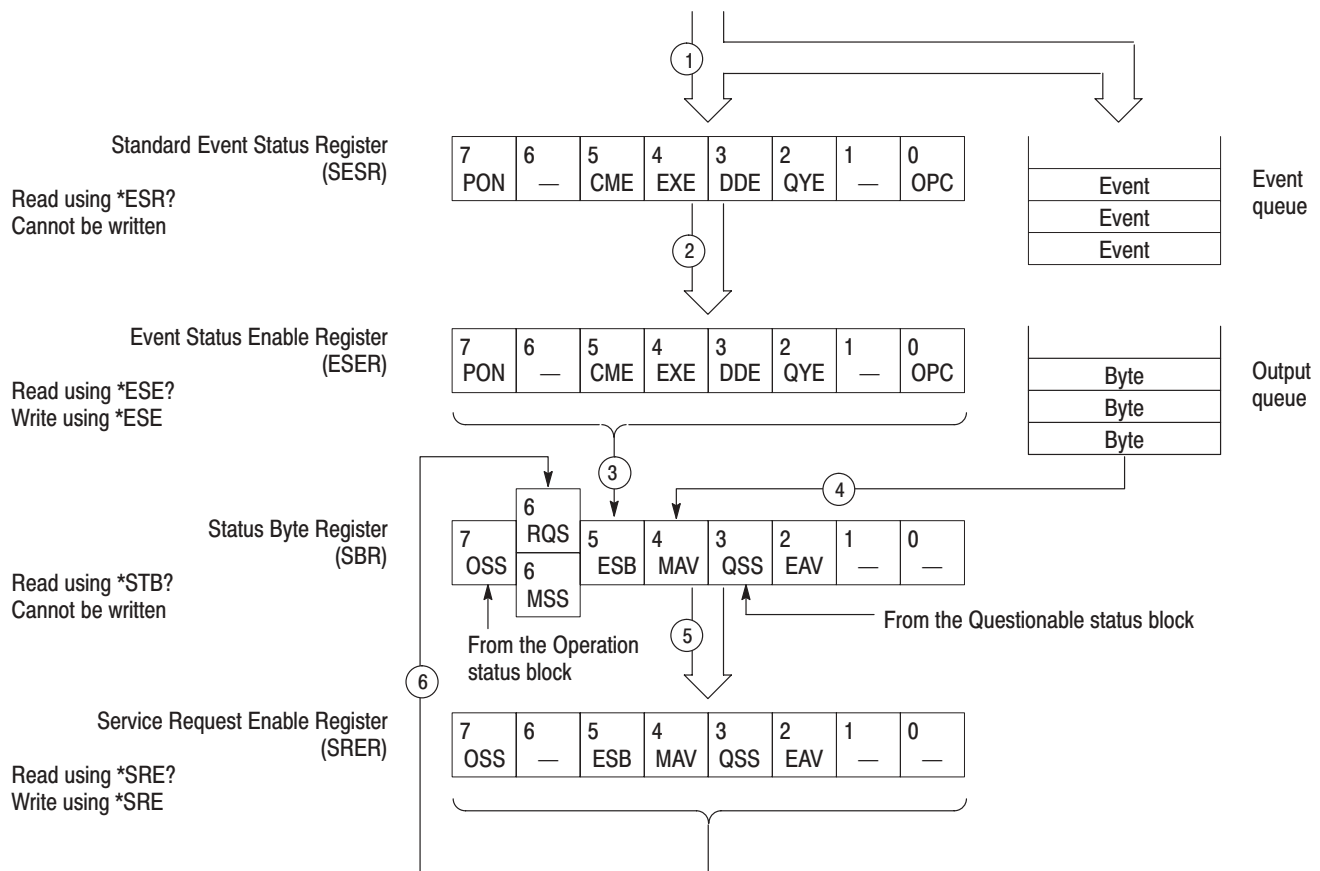 1
Standard Event Status Register
(SESR)
Read using *ESR?
Cannot be written
7 6 5 4 3 2 1 0
PON — CME EXE DDE QYE — OPC
Event
Event
Event
Event
queue
2
Event Status Enable Register
(ESER)
Read using *ESE?
Write using *ESE
7 6 5 4 3 2 1 0
PON — CME EXE DDE QYE — OPC
Byte
Byte
Byte
Output
queue
3
4
Status Byte Register
(SBR)
Read using *STB?
Cannot be written
6
RQS
7 5 4 3 2 1 0
OSS ESB MAV QSS EAV — —
6
MSS
From the Operation
status block
5
From the Questionable status block
6
Service Request Enable Register
(SRER)
Read using *SRE?
Write using *SRE
7 6 5 4 3 2 1 0
OSS — ESB MAV QSS EAV — —